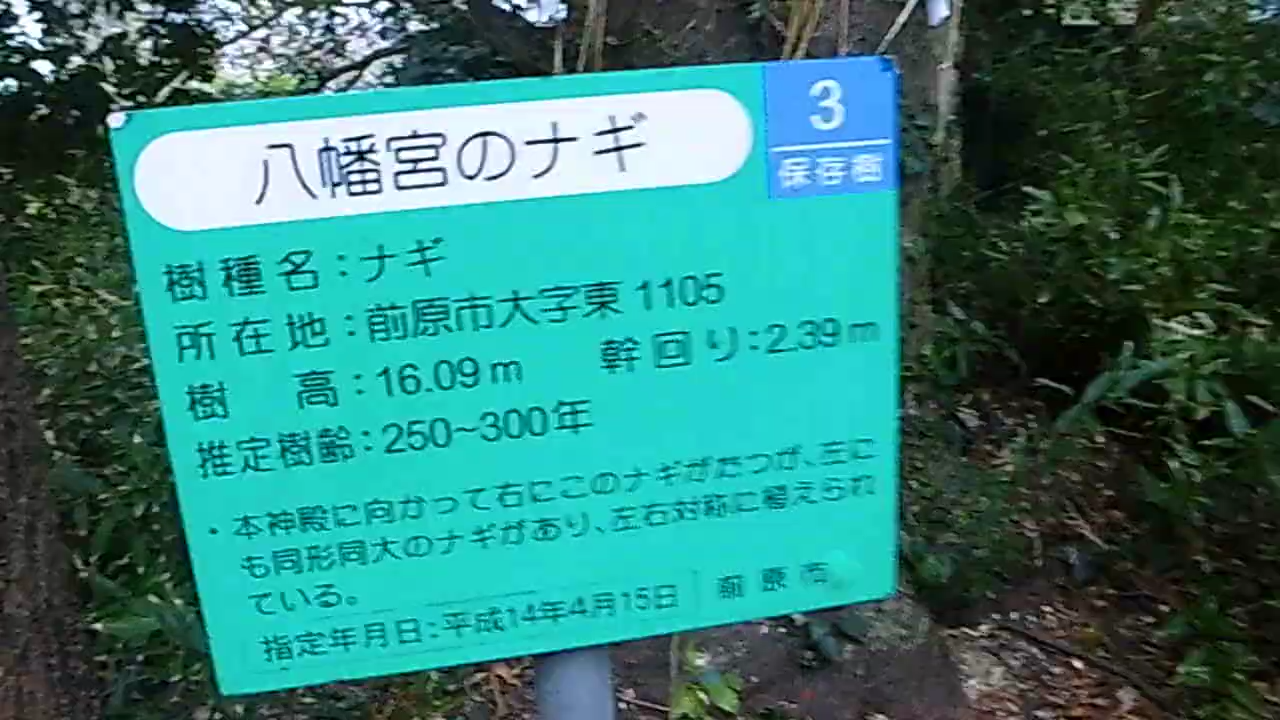 八幡宮のナギ
3
保存樹
樹種名:ナギ
所在地:前原市大字東1105
樹 高:16.09m 幹回り:2.39m
推定樹齢:250~300年
・本神殿に向かって右にこのナギがたつが、左に
も同形同大のナギがあり、左右対称に植えられ
ている。
指定年月日:平成14年4月15日 前原市